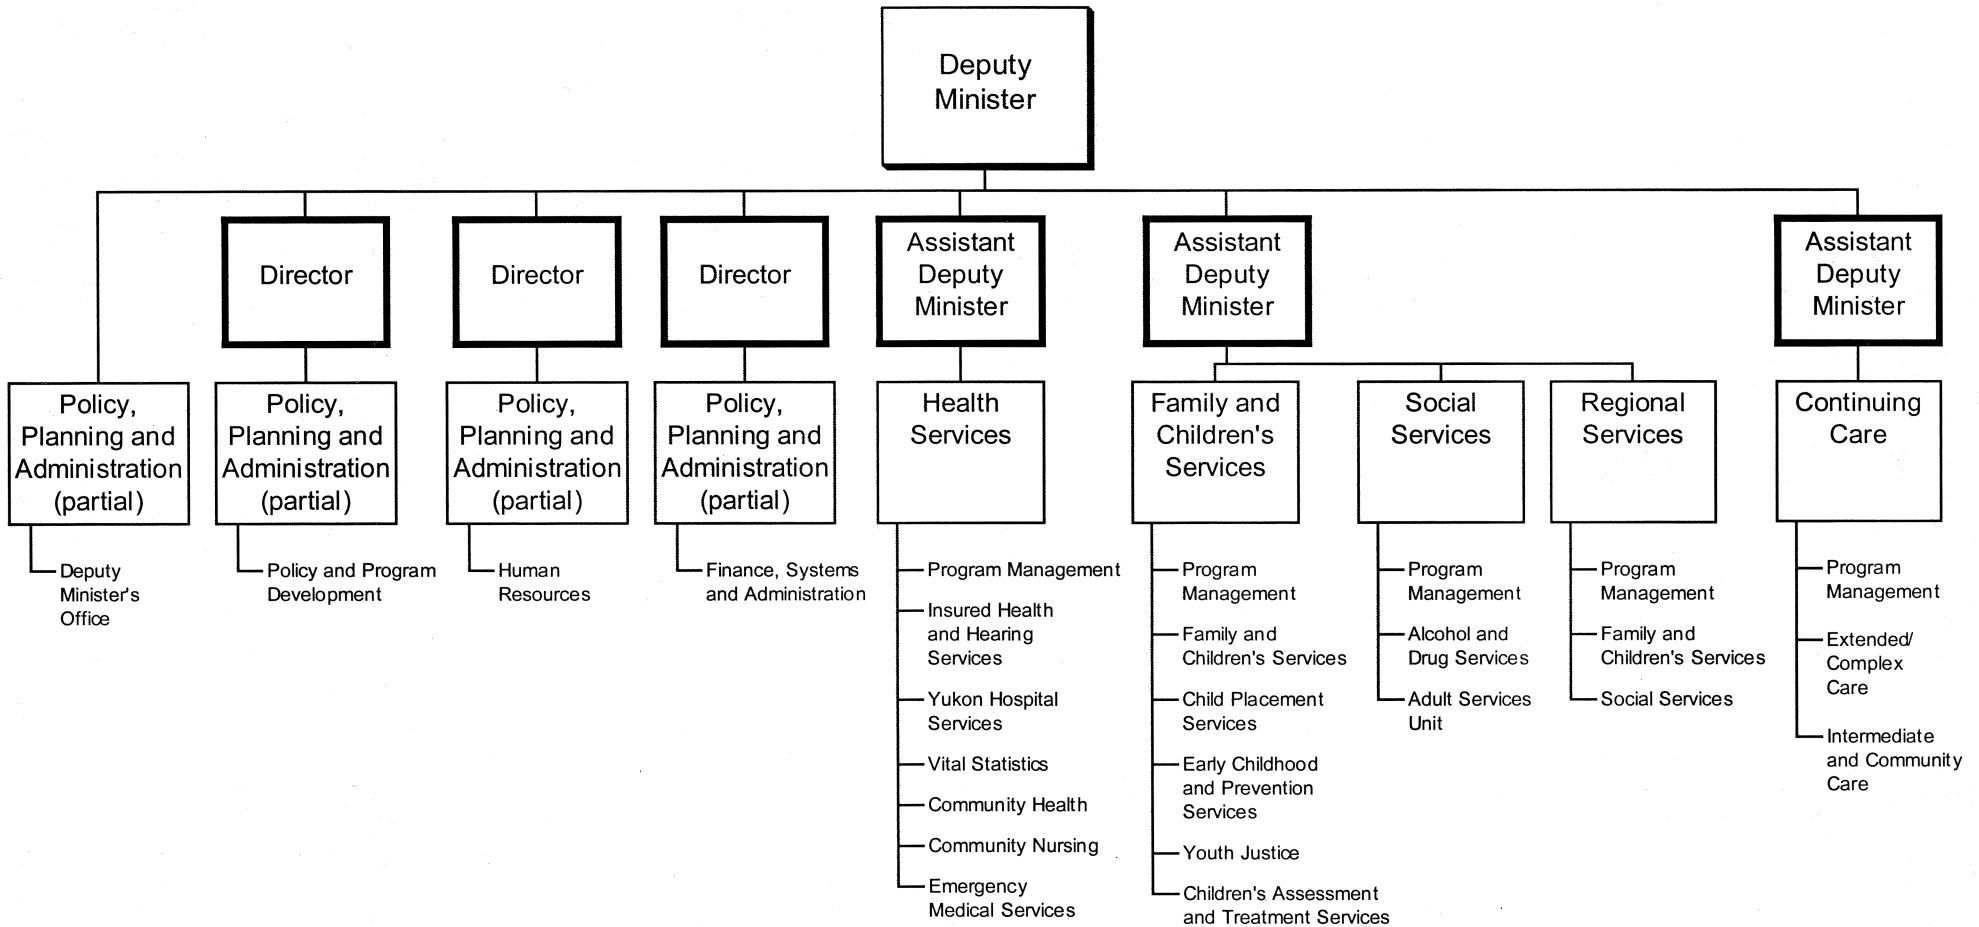 Deputy
Minister
Director
Director
Director
Assistant
Deputy
Minister
Assistant
Deputy
Minister
Assistant
Deputy
Minister
Policy,
Planning and
Administration
(partial)
Policy,
Planning and
Administration
(partial)
Policy,
Planning and
Administration
(partial)
Policy,
Planning and
Administration
(partial)
Health
Services
Family and
Children's
Services
Social
Services
Regional
Services
Continuing
Care
Deputy
Minister's
Office
Policy and Program
Development
Human
Resources
Finance, Systems
and Administration
Program Management
Insured Health
and Hearing
Services
Yukon Hospital
Services
Vital Statistics
Community Health
Community Nursing
Emergency
Medical Services
Program
Management
Family and
Children's Services
Child Placement
Services
Early Childhood
and Prevention
Services
Youth Justice
Children's Assessment
and Treatment Services
Program
Management
Alcohol and
Drug Services
Adult Services
Unit
Program
Management
Family and
Children's Services
Social Services
Program
Management
Extended/
Complex
Care
Intermediate
and Community
Care